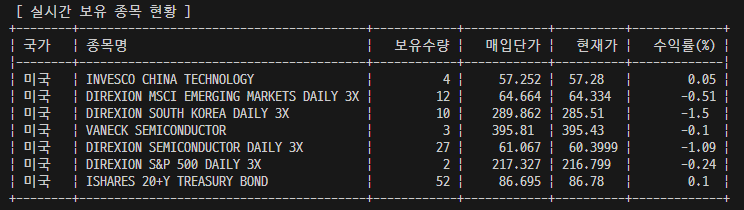 [ 실시간 보유 종목 현황 ]
+-------+----------------------------------------+----------+----------+----------+------------+
| 국가 | 종목명 | 보유수량 | 매입단가 | 현재가 | 수익률(%) |
|-------+----------------------------------------+----------+----------+----------+------------|
| 미국 | INVESCO CHINA TECHNOLOGY | 4 | 57.252 | 57.28 | 0.05 |
| 미국 | DIREXION MSCI EMERGING MARKETS DAILY 3X | 12 | 64.664 | 64.334 | -0.51 |
| 미국 | DIREXION SOUTH KOREA DAILY 3X | 10 | 289.862 | 285.51 | -1.5 |
| 미국 | VANECK SEMICONDUCTOR | 3 | 395.81 | 395.43 | -0.1 |
| 미국 | DIREXION SEMICONDUCTOR DAILY 3X | 27 | 61.067 | 60.3999 | -1.09 |
| 미국 | DIREXION S&P 500 DAILY 3X | 2 | 217.327 | 216.799 | -0.24 |
| 미국 | ISHARES 20+Y TREASURY BOND | 52 | 86.695 | 86.78 | 0.1 |
+-------+----------------------------------------+----------+----------+----------+------------+